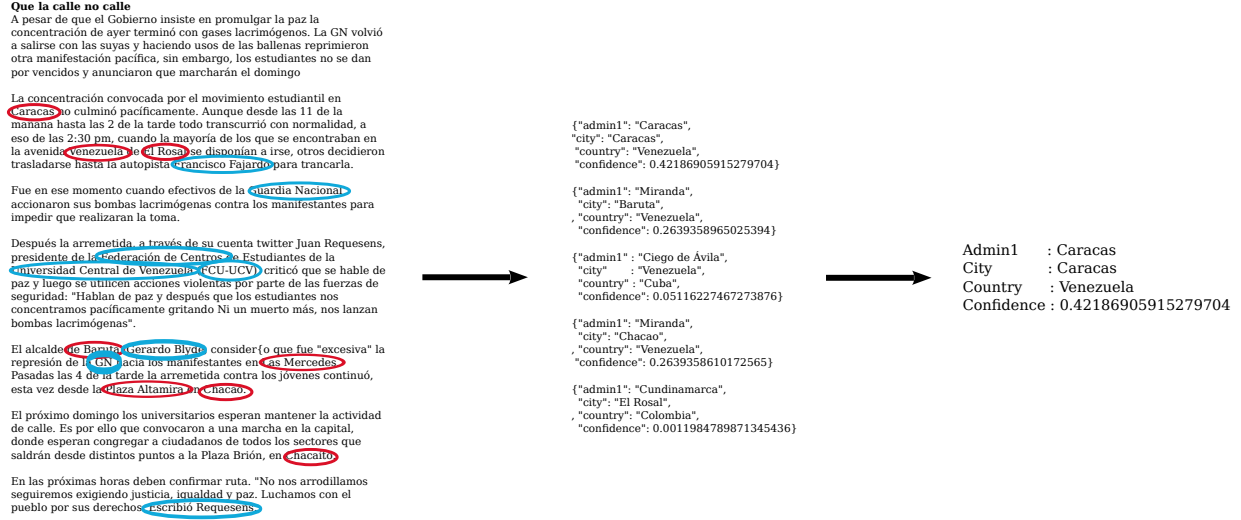 Que la calle no calle
A pesar de que el Gobierno insiste en promulgar la paz la
concentración de ayer terminó con gases lacrimógenos. La GN volvió
a salirse con las suyas y haciendo usos de las ballenas reprimieron
otra manifestación pacífica, sin embargo, los estudiantes no se dan
por vencidos y anunciaron que marcharán el domingo
La concentración convocada por el movimiento estudiantil en
Caracas no culminó pacíficamente. Aunque desde las 11 de la
mañana hasta las 2 de la tarde todo transcurrió con normalidad, a
eso de las 2:30 pm, cuando la mayoría de los que se encontraban en
la avenida Venezuela de El Rosal se disponían a irse, otros decidieron
trasladarse hasta la autopista Francisco Fajardo para trancarla.
Fue en ese momento cuando efectivos de la Guardia Nacional
accionaron sus bombas lacrimógenas contra los manifestantes para
impedir que realizaran la toma.
Después la arremetida, a través de su cuenta twitter Juan Requesens,
presidente de la Federación de Centros de Estudiantes de la
Universidad Central de Venezuela (FCU-UCV), criticó que se hable de
paz y luego se utilicen acciones violentas por parte de las fuerzas de
seguridad: "Hablan de paz y después que los estudiantes nos
concentramos pacíficamente gritando Ni un muerto más, nos lanzan
bombas lacrimógenas".
El alcalde de Baruta, Gerardo Blyde, consider{o que fue "excesiva" la
represión de la GN hacia los manifestantes en Las Mercedes.
Pasadas las 4 de la tarde la arremetida contra los jóvenes continuó,
esta vez desde la Plaza Altamira en Chacao.
El próximo domingo los universitarios esperan mantener la actividad
de calle. Es por ello que convocaron a una marcha en la capital,
donde esperan congregar a ciudadanos de todos los sectores que
saldrán desde distintos puntos a la Plaza Brión, en Chacaíto.
En las próximas horas deben confirmar ruta. "No nos arrodillamos
seguiremos exigiendo justicia, igualdad y paz. Luchamos con el
pueblo por sus derechos. Escribió Requesens.
{"admin1": "Caracas",
"city": "Caracas",
"country": "Venezuela",
"confidence": 0.42186905915279704}
{"admin1": "Miranda",
"city": "Baruta",
, "country": "Venezuela",
"confidence": 0.2639358965025394}
{"admin1" : "Ciego de Ávila",
"city" : "Venezuela",
"country" : "Cuba",
"confidence": 0.05116227467273876}
{"admin1": "Miranda",
"city": "Chacao",
, "country": "Venezuela",
"confidence": 0.2639358610172565}
{"admin1": "Cundinamarca",
"city": "El Rosal",
, "country": "Colombia",
"confidence": 0.0011984789871345436}
Admin1 : Caracas
City : Caracas
Country : Venezuela
Confidence : 0.42186905915279704